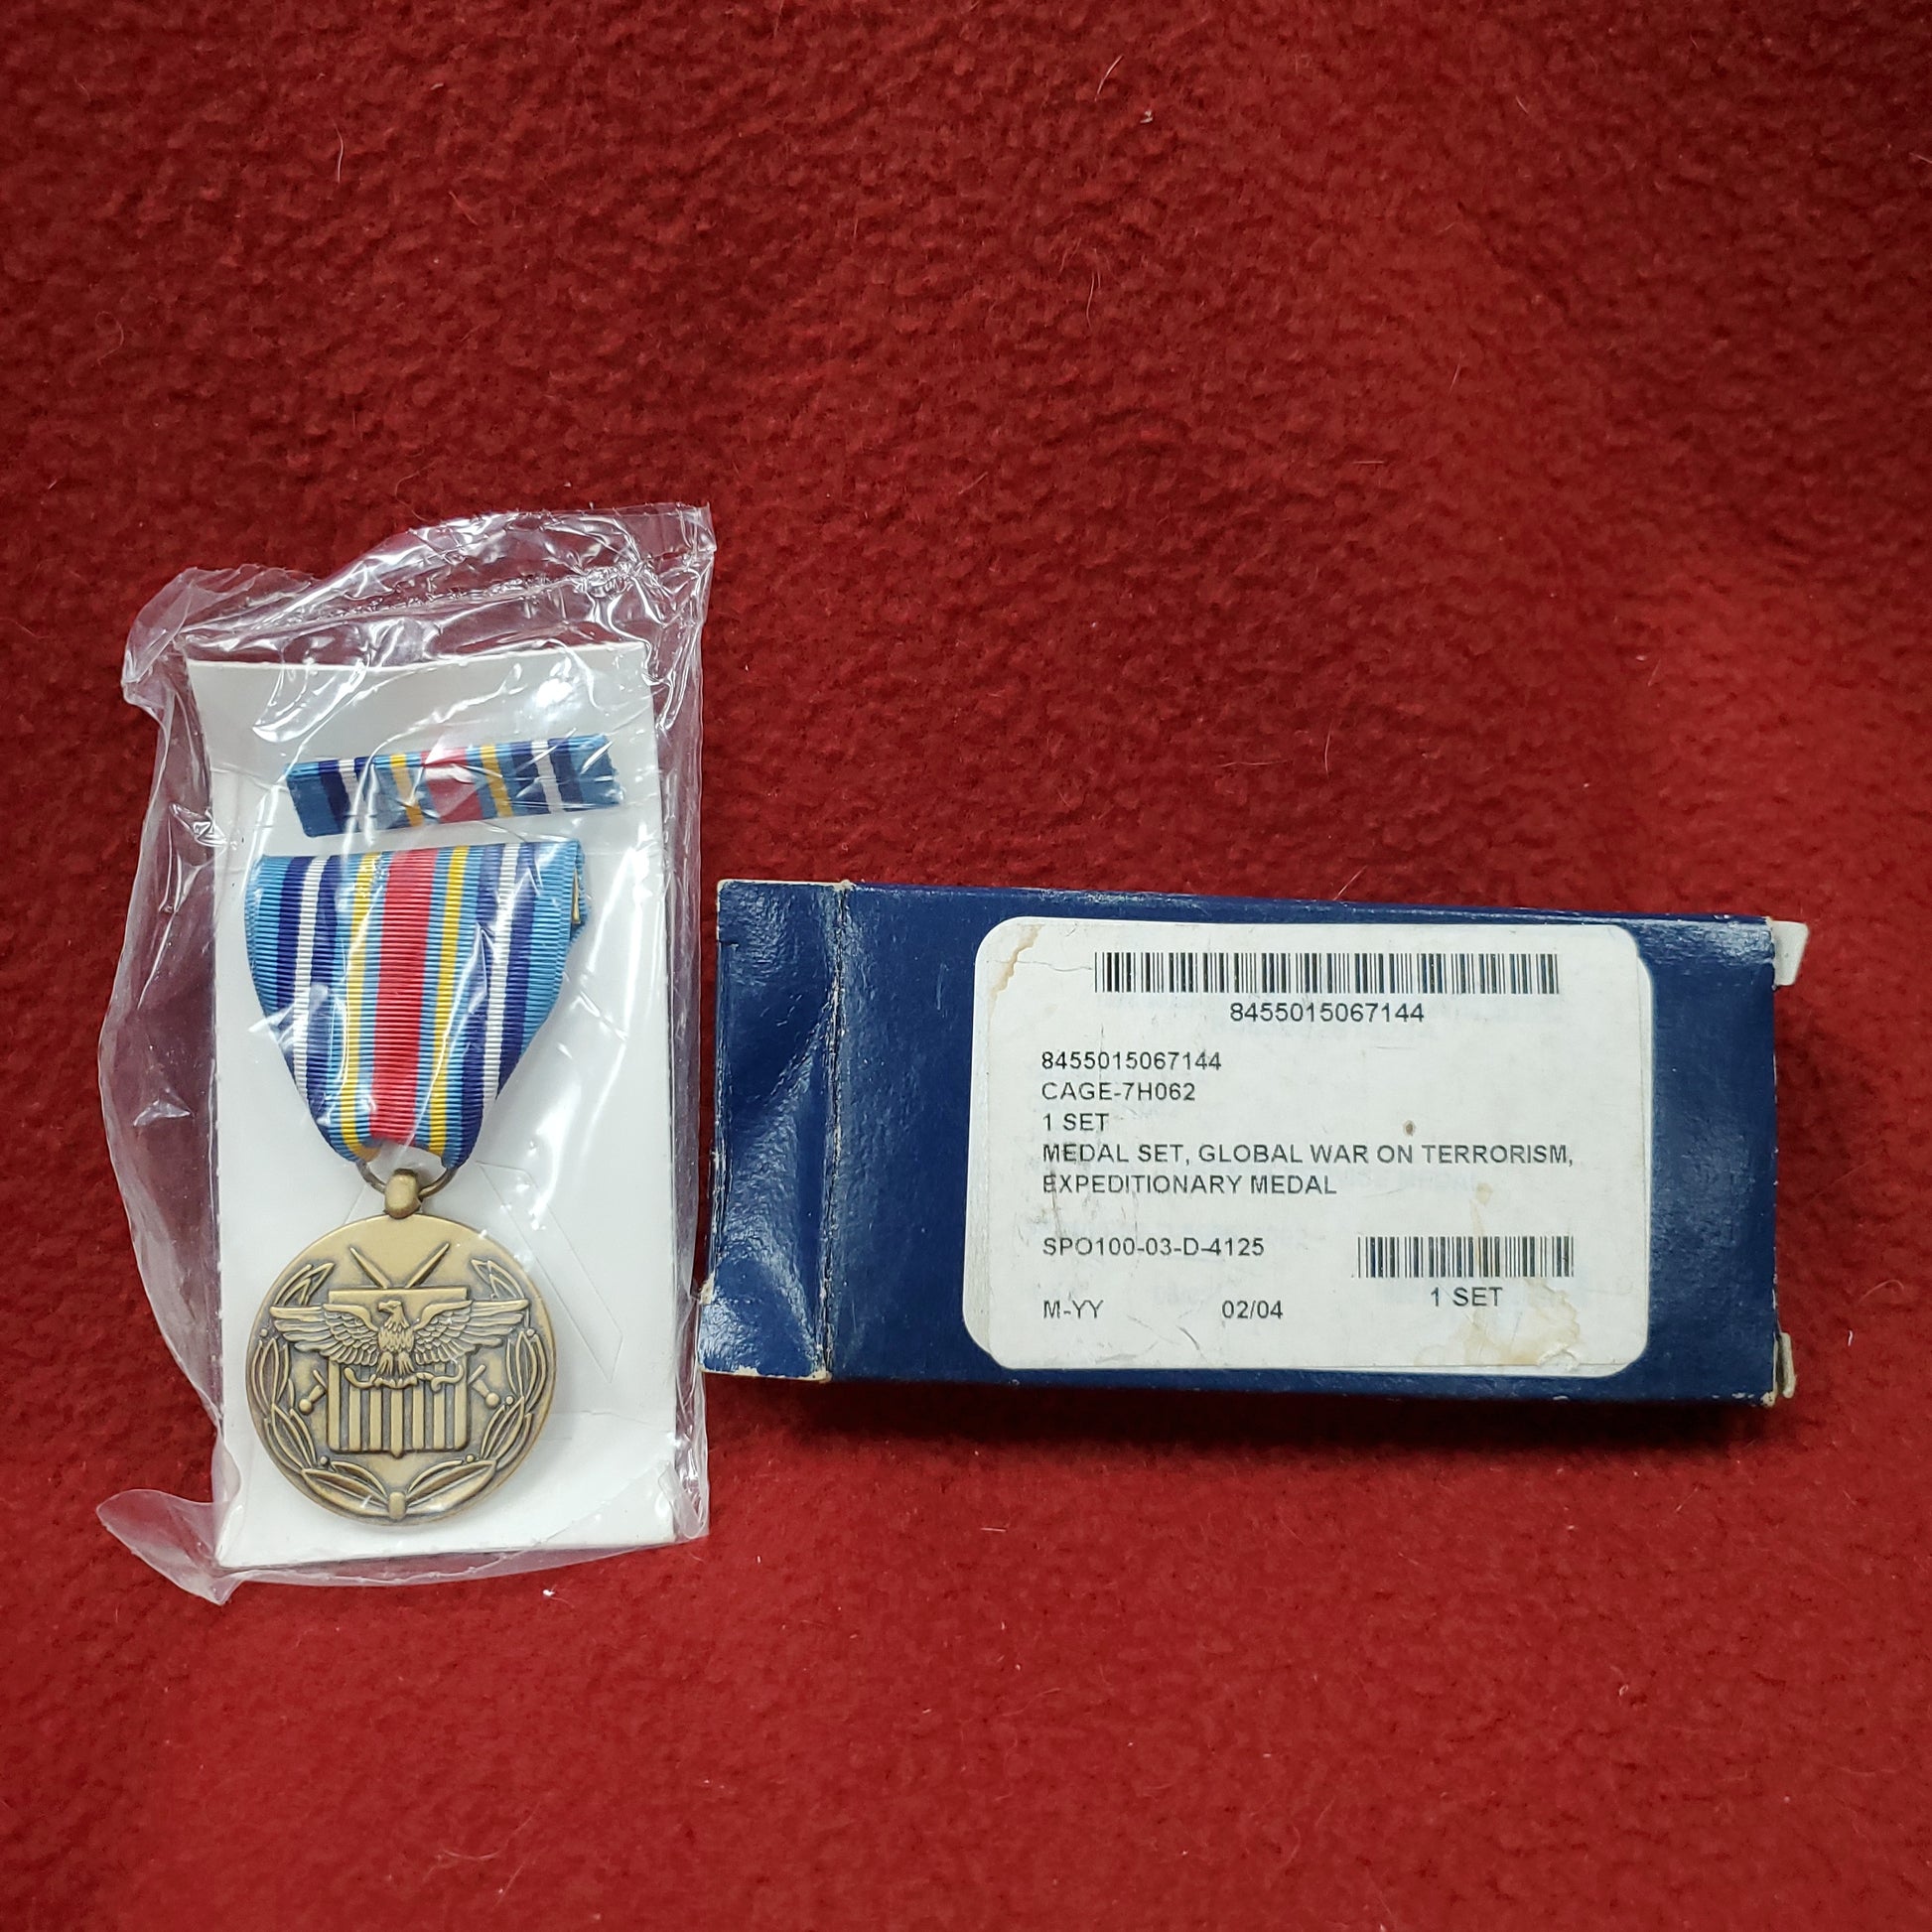 8455015067144
8455015067144
CAGE-7H062
1 SET
MEDAL SET, GLOBAL WAR ON TERRORISM,
EXPEDITIONARY MEDAL
SPO100-03-D-4125
1 SET
M-YY 02/04